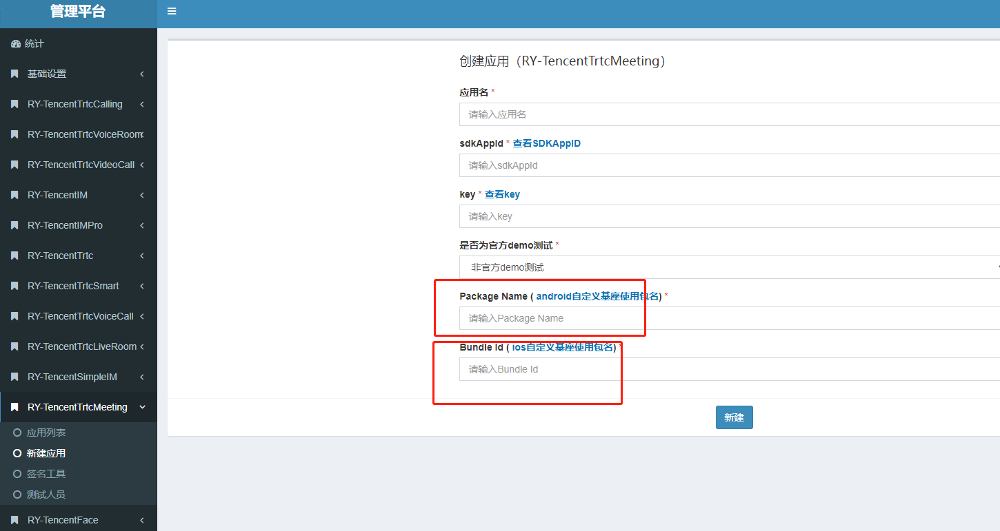 管理平台
统计
基础设置
RY-TencentTrtcCalling
RY-TencentTrtcVoiceRoom
RY-TencentTrtcVideoCall
RY-TencentIM
RY-TencentIMPro
RY-TencentTrtc
RY-TencentTrtcSmart
RY-TencentTrtcVoiceCall
RY-TencentTrtcLiveRoom
RY-TencentSimpleIM
RY-TencentTrtcMeeting
应用列表
新建应用
签名工具
测试人员
RY-TencentFace
创建应用（RY-TencentTrtcMeeting）
应用名 *
请输入应用名
sdkAppId * 查看SDKAppID
请输入sdkAppId
key * 查看key
请输入key
是否为官方demo测试 *
非官方demo测试
Package Name ( android自定义基座使用包名) *
请输入Package Name
Bundle Id ( ios自定义基座使用包名) *
请输入Bundle Id
新建